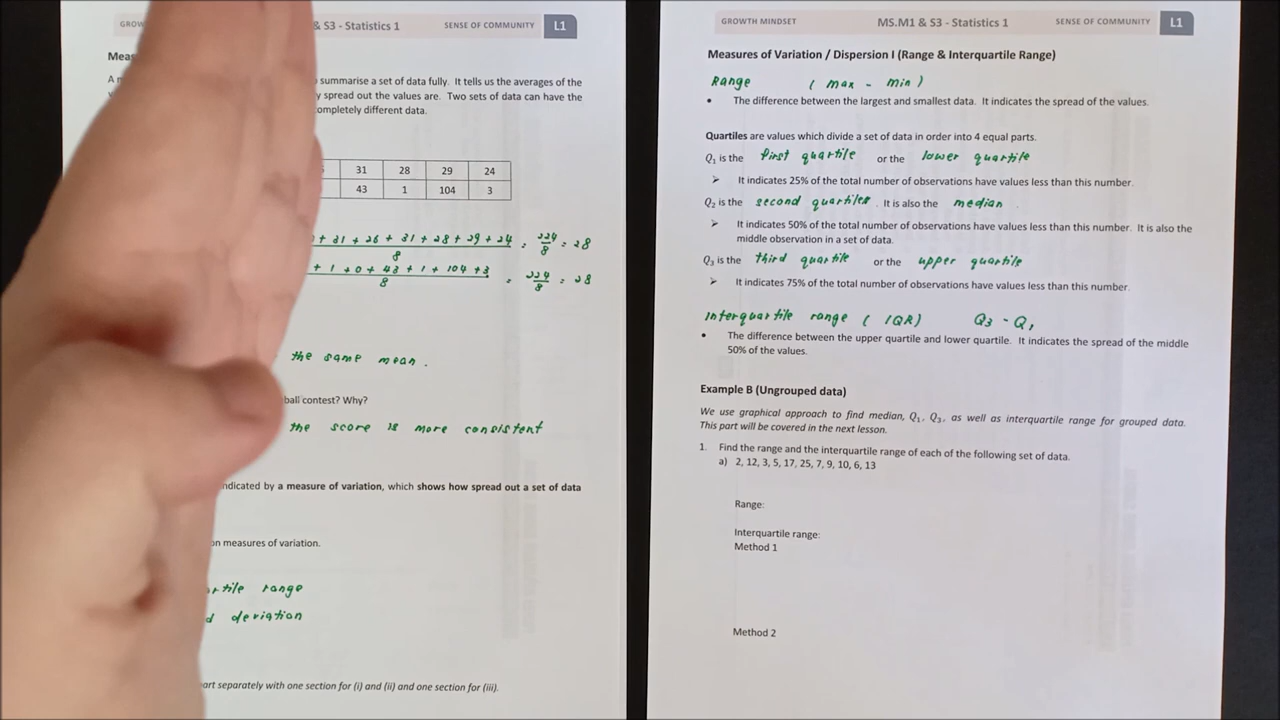 & S3 - Statistics 1 SENSE OF COMMUNITY L1
Meas
summarise a set of data fully. It tells us the averages of the
y spread out the values are. Two sets of data can have the
ompletely different data.
31 28 29 24
43 1 104 3
+ 31 + 26 + 31 + 28 + 29 + 24 = 224 = 28
8 8
+ 1 + 0 + 43 + 1 + 104 + 3 = 224 = 28
8 8
the same mean.
ball contest? Why?
the score is more consistent
ndicated by a measure of variation, which shows how spread out a set of data
on measures of variation.
rtile range
d deviation
art separately with one section for (i) and (ii) and one section for (iii).
GROWTH MINDSET MS.M1 & S3 - Statistics 1 SENSE OF COMMUNITY L1
Measures of Variation / Dispersion I (Range & Interquartile Range)
Range (max - min)
• The difference between the largest and smallest data. It indicates the spread of the values.
Quartiles are values which divide a set of data in order into 4 equal parts.
Q₁ is the first quartile or the lower quartile
➢ It indicates 25% of the total number of observations have values less than this number.
Q₂ is the second quartiles. It is also the median
➢ It indicates 50% of the total number of observations have values less than this number. It is also the
middle observation in a set of data.
Q₃ is the third quartile or the upper quartile
➢ It indicates 75% of the total number of observations have values less than this number.
Interquartile range (IQR) Q₃ - Q₁
• The difference between the upper quartile and lower quartile. It indicates the spread of the middle
50% of the values.
Example B (Ungrouped data)
We use graphical approach to find median, Q₁, Q₃, as well as interquartile range for grouped data.
This part will be covered in the next lesson.
1. Find the range and the interquartile range of each of the following set of data.
a) 2, 12, 3, 5, 17, 25, 7, 9, 10, 6, 13
Range:
Interquartile range:
Method 1
Method 2